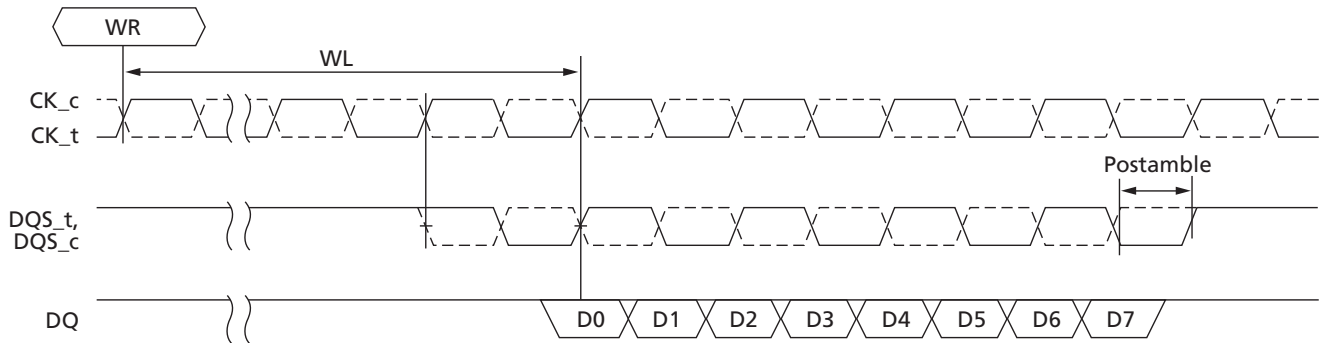 WR
WL
CK_c
CK_t
Postamble
DQS_t,
DQS_c
DQ
D0 D1 D2 D3 D4 D5 D6 D7